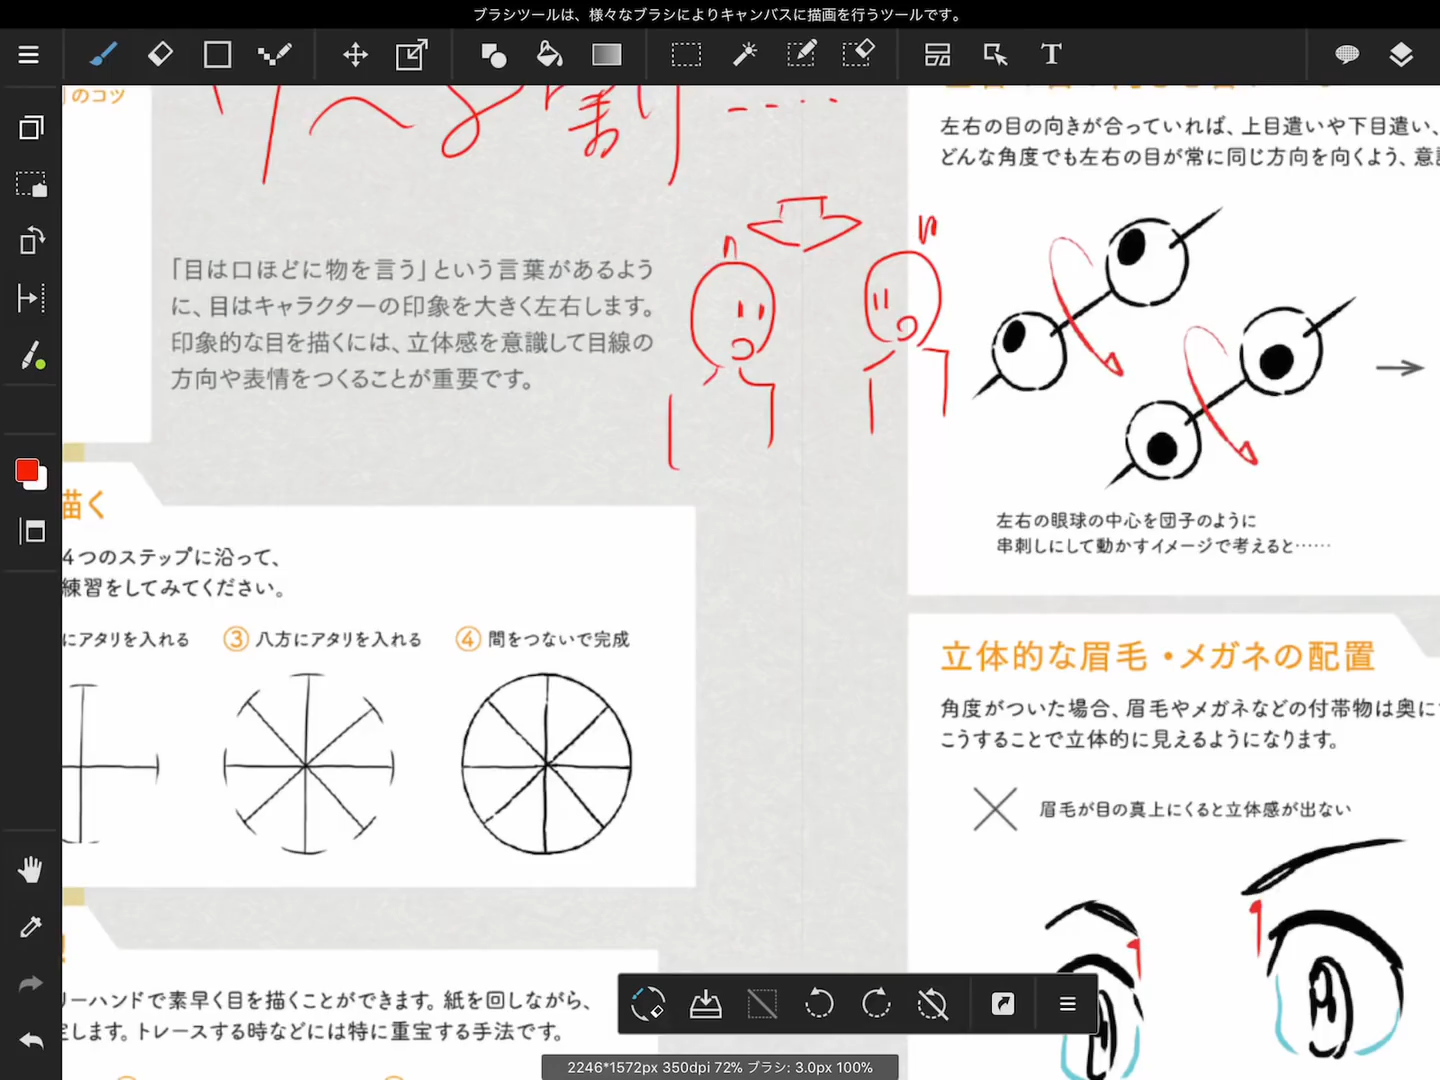 ブラシツールは、様々なブラシによりキャンバスに描画を行うツールです。
T
のコツ
「目は口ほどに物を言う」という言葉があるよう
に、目はキャラクターの印象を大きく左右します。
印象的な目を描くには、立体感を意識して目線の
方向や表情をつくることが重要です。
左右の目の向きが合っていれば、上目遣いや下目遣い、
どんな角度でも左右の目が常に同じ方向を向くよう、意
左右の眼球の中心を団子のように
串刺しにして動かすイメージで考えると……
描く
4つのステップに沿って、
練習をしてみてください。
にアタリを入れる
③ 八方にアタリを入れる
④ 間をつないで完成
立体的な眉毛・メガネの配置
角度がついた場合、眉毛やメガネなどの付帯物は奥に
こうすることで立体的に見えるようになります。
眉毛が目の真上にくると立体感が出ない
リーハンドで素早く目を描くことができます。紙を回しながら、
定します。トレースする時などには特に重宝する手法です。
2246*1572px 350dpi 72% ブラシ: 3.0px 100%